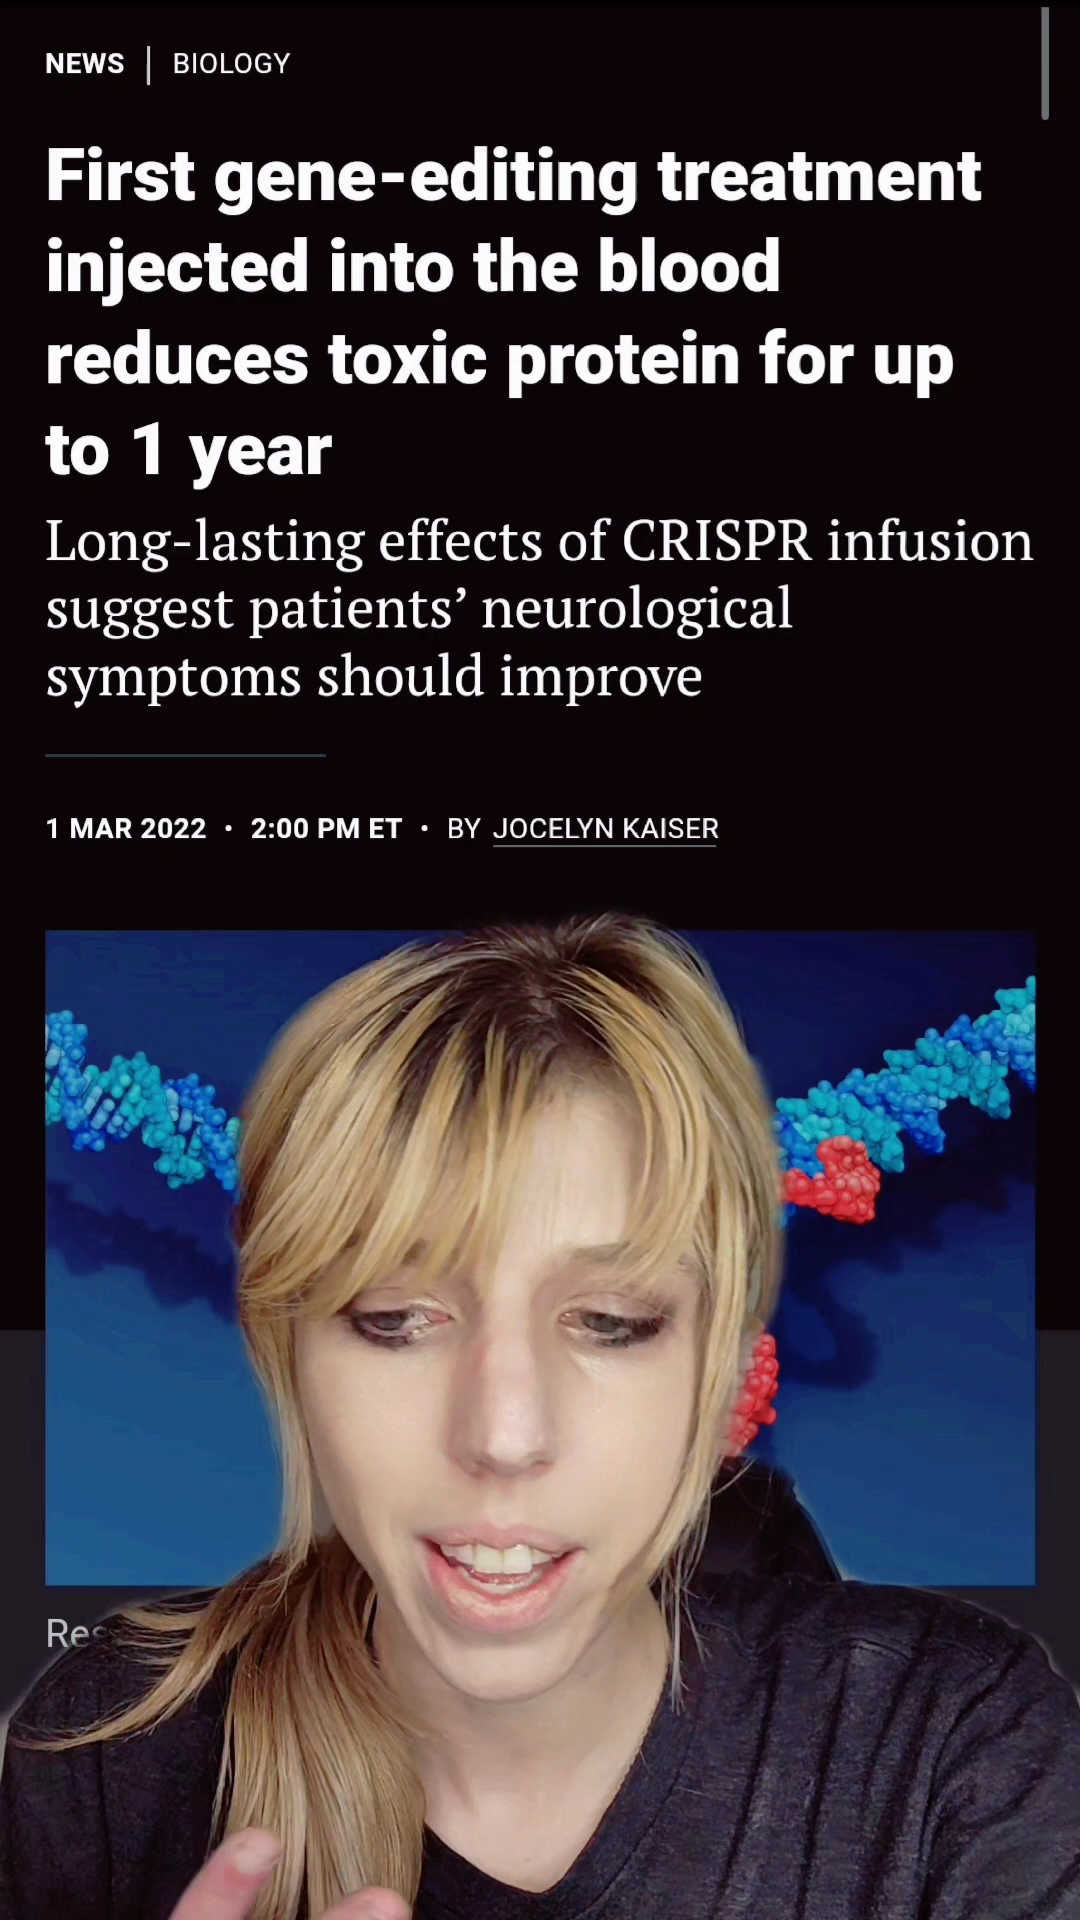 NEWS | BIOLOGY
First gene-editing treatment
injected into the blood
reduces toxic protein for up
to 1 year
Long-lasting effects of CRISPR infusion
suggest patients’ neurological
symptoms should improve
1 MAR 2022 • 2:00 PM ET • BY JOCELYN KAISER